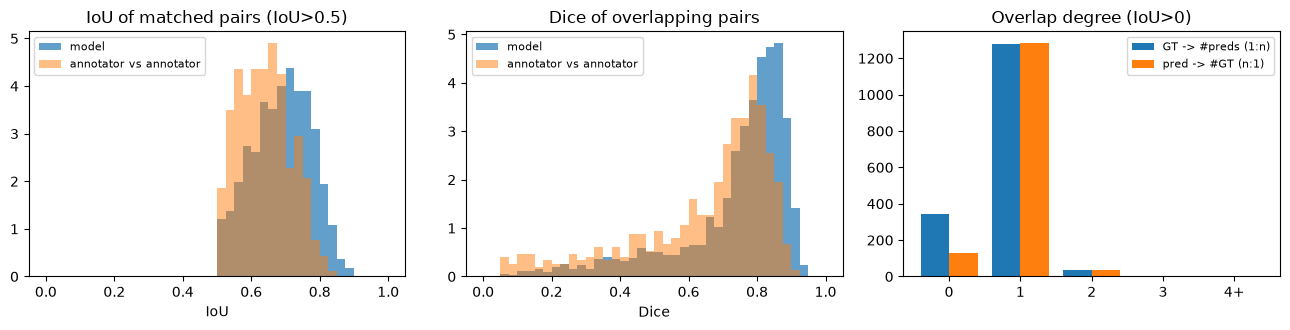 IoU of matched pairs (IoU>0.5)
model
annotator vs annotator
5
4
3
2
1
0
0.0 0.2 0.4 0.6 0.8 1.0
IoU
Dice of overlapping pairs
model
annotator vs annotator
5
4
3
2
1
0
0.0 0.2 0.4 0.6 0.8 1.0
Dice
Overlap degree (IoU>0)
GT -> #preds (1:n)
pred -> #GT (n:1)
1200
1000
800
600
400
200
0
0 1 2 3 4+